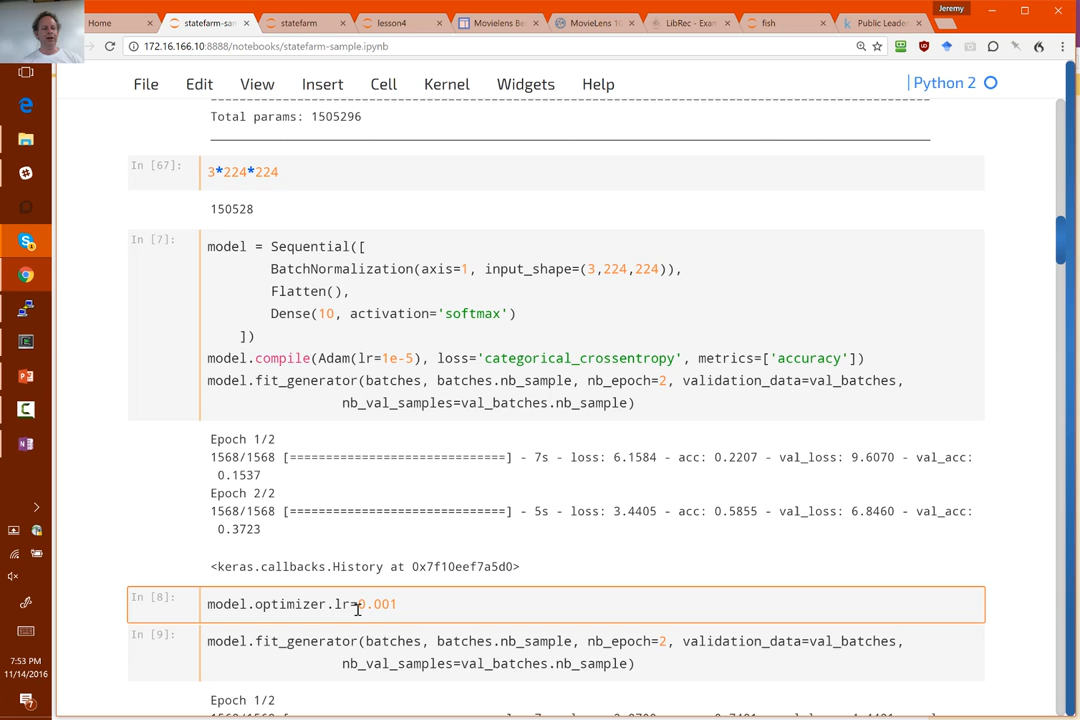 Jeremy
Home
statefarm-san
statefarm
lesson4
Movielens Be
MovieLens 10
LibRec - Exam
fish
Public Leader
172.16.166.10:8888/notebooks/statefarm-sample.ipynb
File Edit View Insert Cell Kernel Widgets Help
Python 2
Total params: 1505296
In [67]:
3*224*224
150528
In [7]:
model = Sequential([
BatchNormalization(axis=1, input_shape=(3,224,224)),
Flatten(),
Dense(10, activation='softmax')
])
model.compile(Adam(lr=1e-5), loss='categorical_crossentropy', metrics=['accuracy'])
model.fit_generator(batches, batches.nb_sample, nb_epoch=2, validation_data=val_batches,
nb_val_samples=val_batches.nb_sample)
Epoch 1/2
1568/1568 [==============================] - 7s - loss: 6.1584 - acc: 0.2207 - val_loss: 9.6070 - val_acc:
0.1537
Epoch 2/2
1568/1568 [==============================] - 5s - loss: 3.4405 - acc: 0.5855 - val_loss: 6.8460 - val_acc:
0.3723
<keras.callbacks.History at 0x7f10eef7a5d0>
In [8]:
model.optimizer.lr=0.001
In [9]:
model.fit_generator(batches, batches.nb_sample, nb_epoch=2, validation_data=val_batches,
nb_val_samples=val_batches.nb_sample)
Epoch 1/2
7:53 PM
11/14/2016